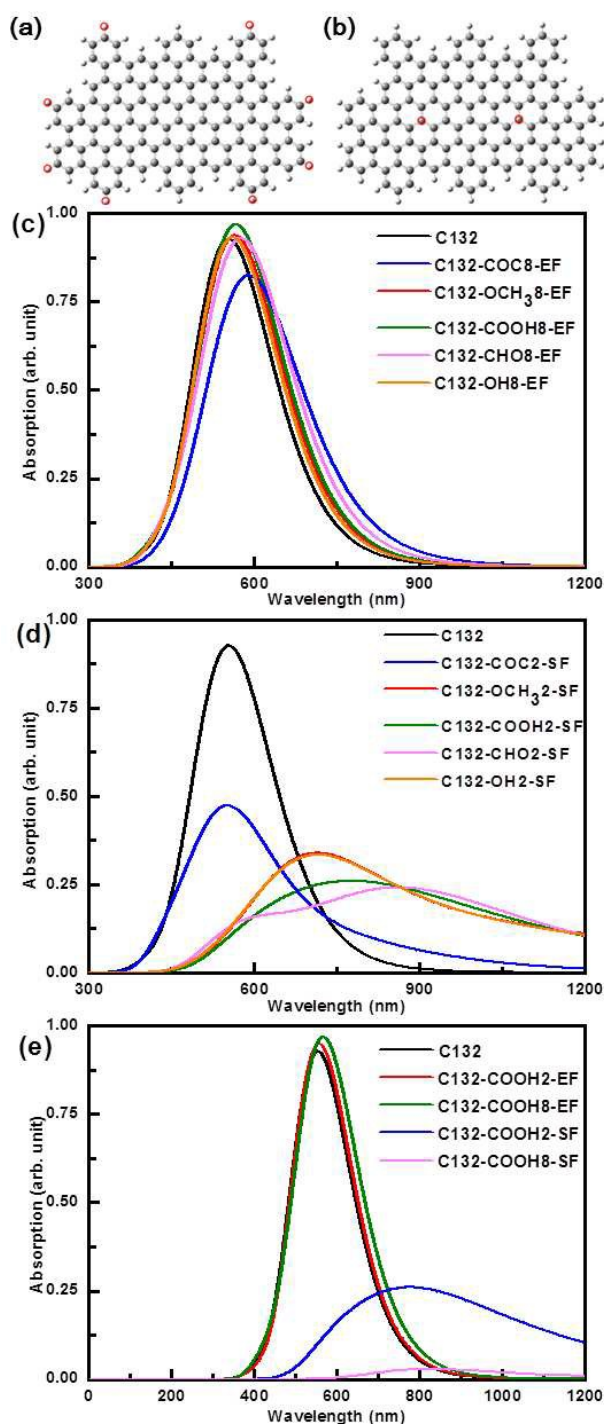 (a)
(b)
(c)
1.00
0.75
0.50
0.25
0.00
Absorption (arb. unit)
C132
C132-COC8-EF
C132-OCH₃8-EF
C132-COOH8-EF
C132-CHO8-EF
C132-OH8-EF
300 600 900 1200
Wavelength (nm)
(d)
1.00
0.75
0.50
0.25
0.00
Absorption (arb. unit)
C132
C132-COC2-SF
C132-OCH₃2-SF
C132-COOH2-SF
C132-CHO2-SF
C132-OH2-SF
300 600 900 1200
Wavelength (nm)
(e)
1.00
0.75
0.50
0.25
0.00
Absorption (arb. unit)
C132
C132-COOH2-EF
C132-COOH8-EF
C132-COOH2-SF
C132-COOH8-SF
0 200 400 600 800 1000 1200
Wavelength (nm)